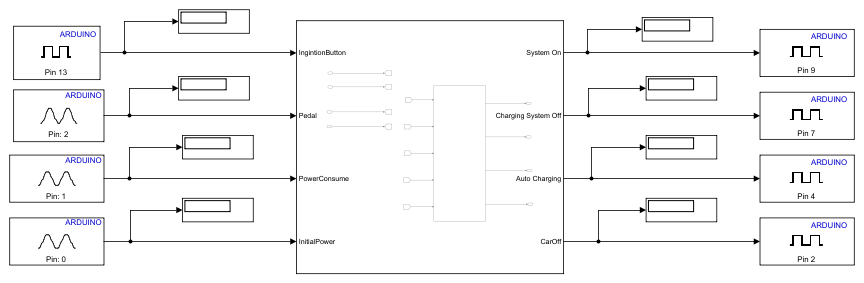 ARDUINO
Pin 13
IngintionButton
System On
ARDUINO
Pin 9
ARDUINO
Pin: 2
Pedal
Charging System Off
ARDUINO
Pin 7
ARDUINO
Pin: 1
PowerConsume
Auto Charging
ARDUINO
Pin 4
ARDUINO
Pin: 0
InitialPower
CarOff
ARDUINO
Pin 2